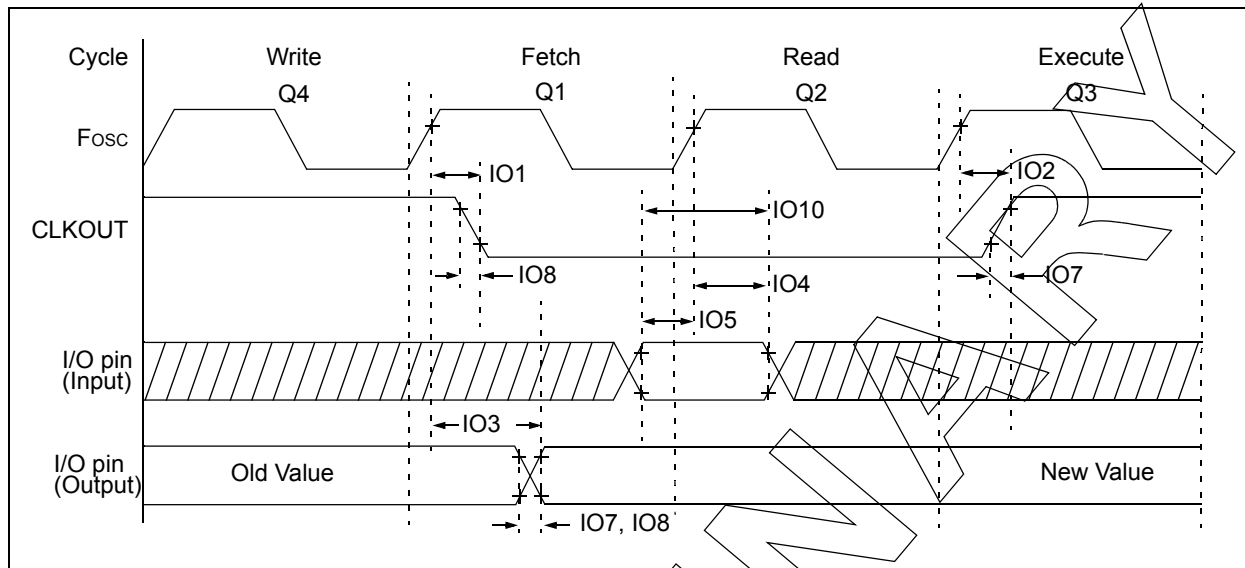 Cycle Write Fetch Read Execute
Q4 Q1 Q2 Q3
Fosc
IO1 IO2
CLKOUT IO10
IO8 IO4 IO7
IO5
I/O pin
(Input)
IO3
I/O pin
(Output) Old Value New Value
IO7, IO8
N A R Y